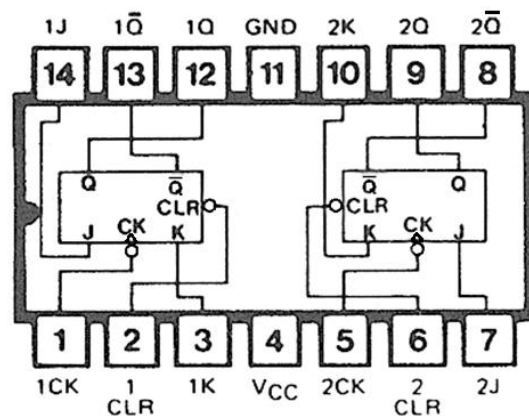 1J 1Q̅ 1Q GND 2K 2Q 2Q̅
14 13 12 11 10 9 8
Q Q̅ Q̅ Q
CLR CLR
J CK K K CK J
1 2 3 4 5 6 7
1CK 1 1K VCC 2CK 2 2J
CLR CLR